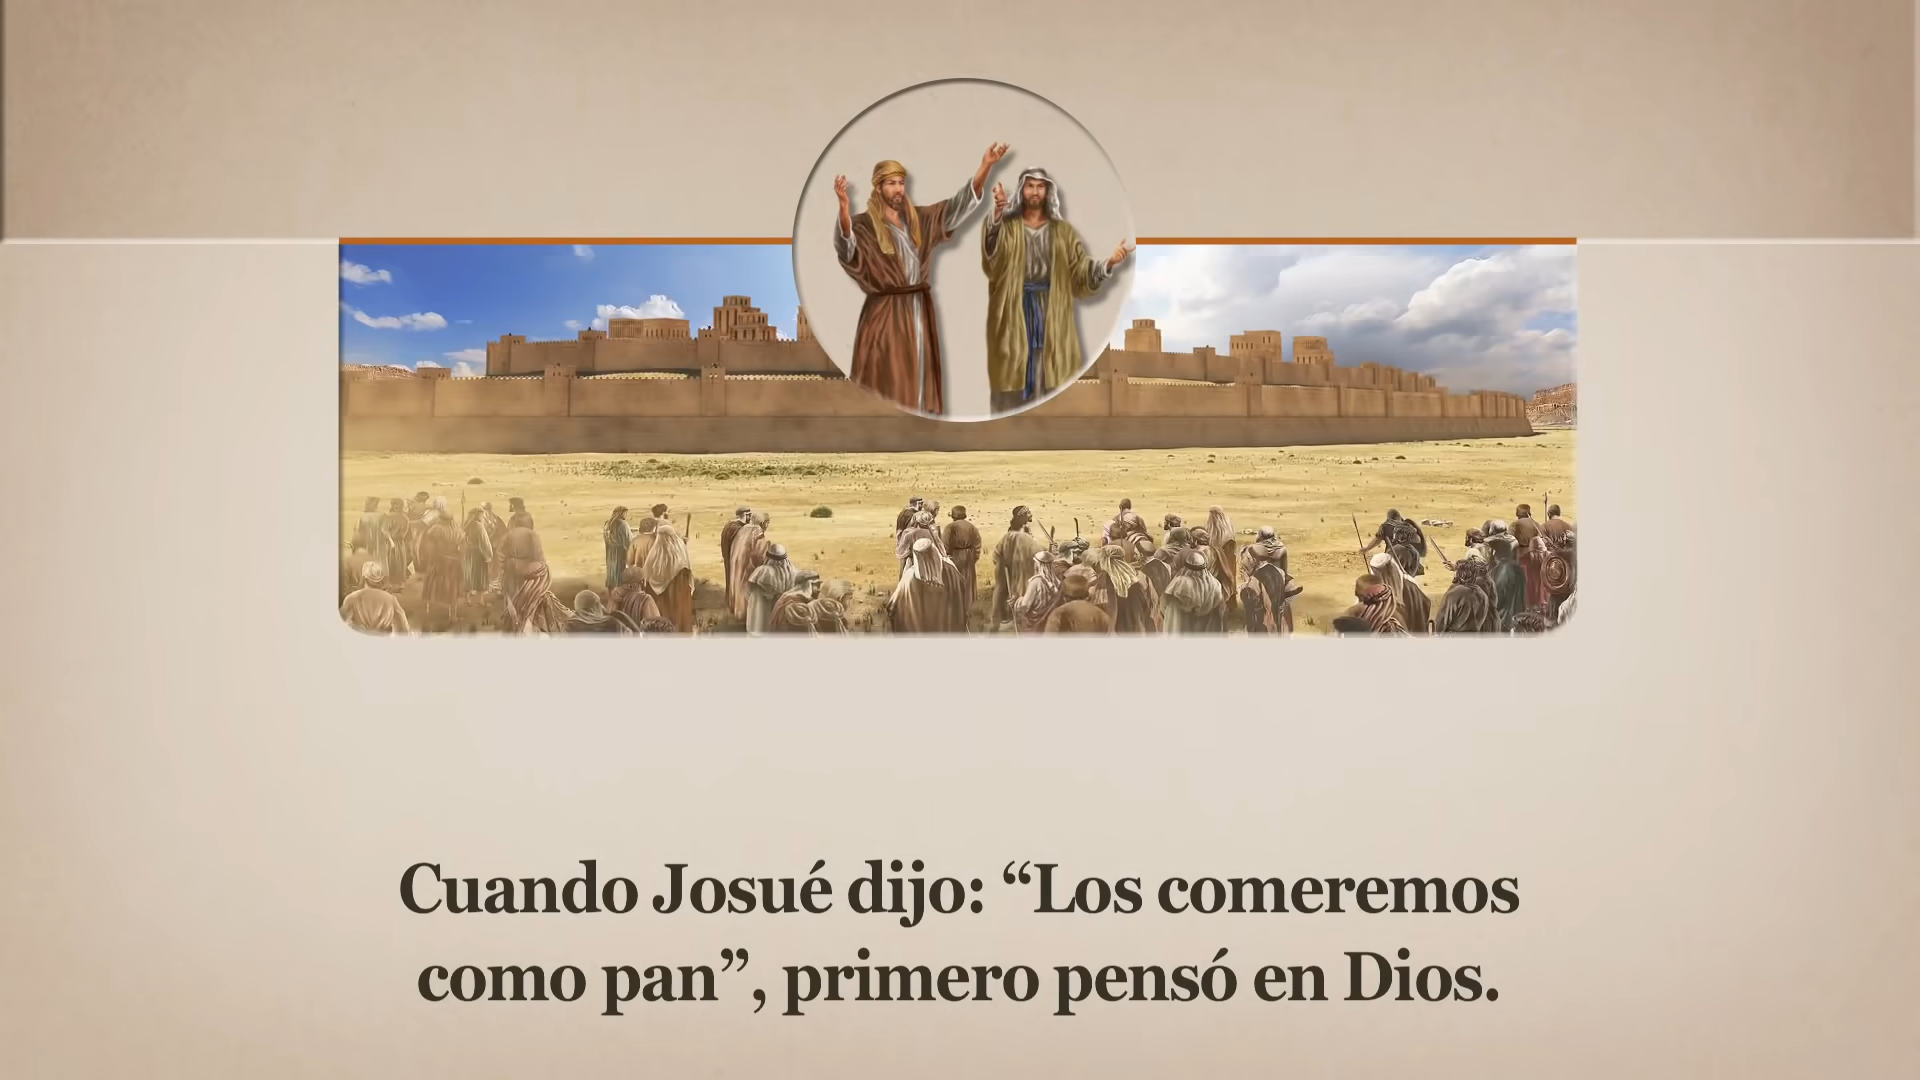 Cuando Josué dijo: “Los comeremos
como pan”, primero pensó en Dios.